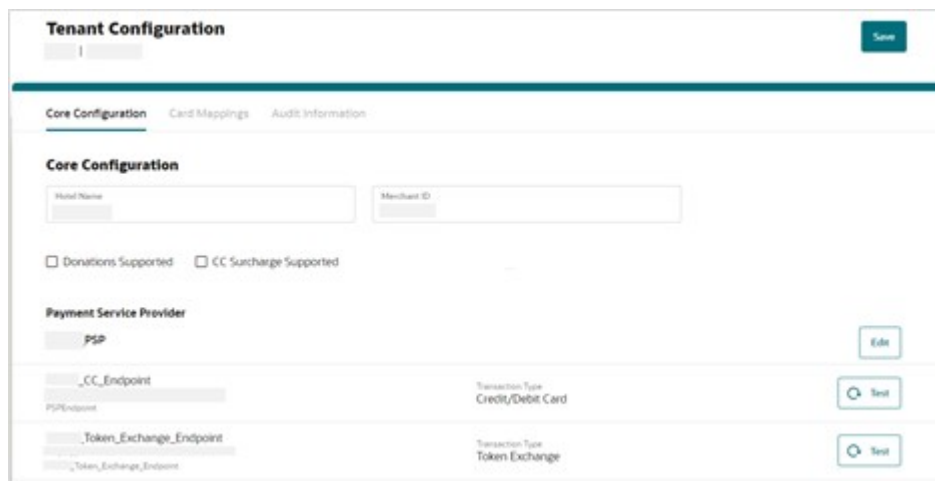 Tenant Configuration
|
Save
Core Configuration Card Mappings Audit Information
Core Configuration
Hotel Name Merchant ID
Donations Supported CC Surcharge Supported
Payment Service Provider
PSP
Edit
_CC_Endpoint
Transaction Type
Credit/Debit Card
Test
PSPEndpoint
_Token_Exchange_Endpoint
Transaction Type
Token Exchange
Test
_Token_Exchange_Endpoint